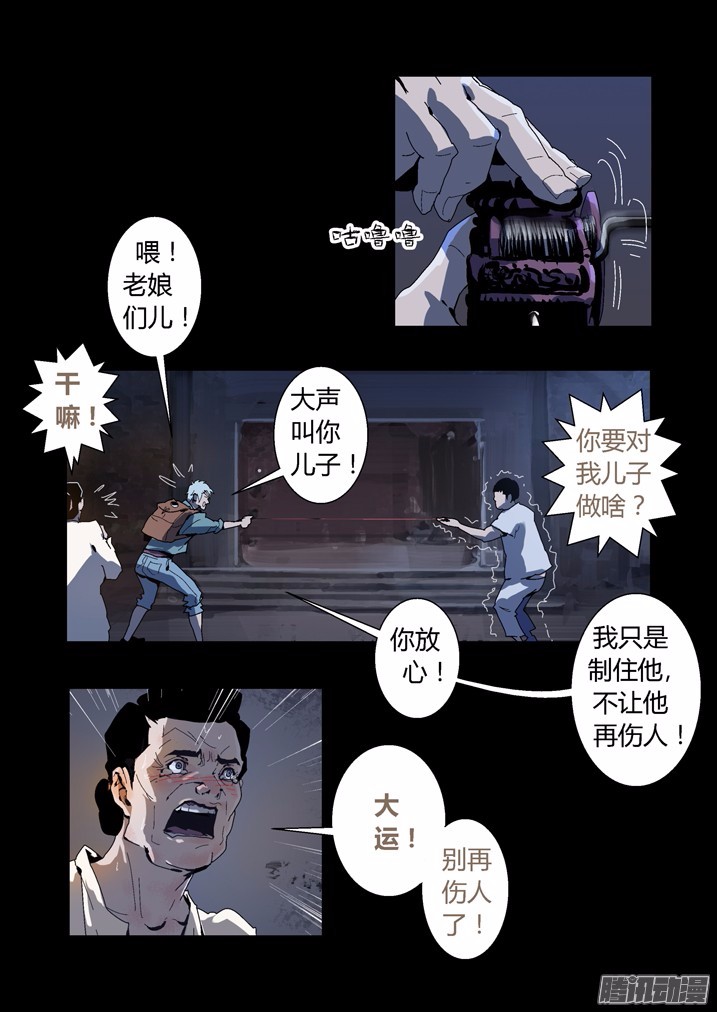 咕噜噜
喂！
老娘
们儿！
干
嘛！
大声
叫你
儿子！
你要对
我儿子
做啥？
你放
心！
我只是
制住他，
不让他
再伤人！
大
运！
别再
伤人
了！
腾讯动漫